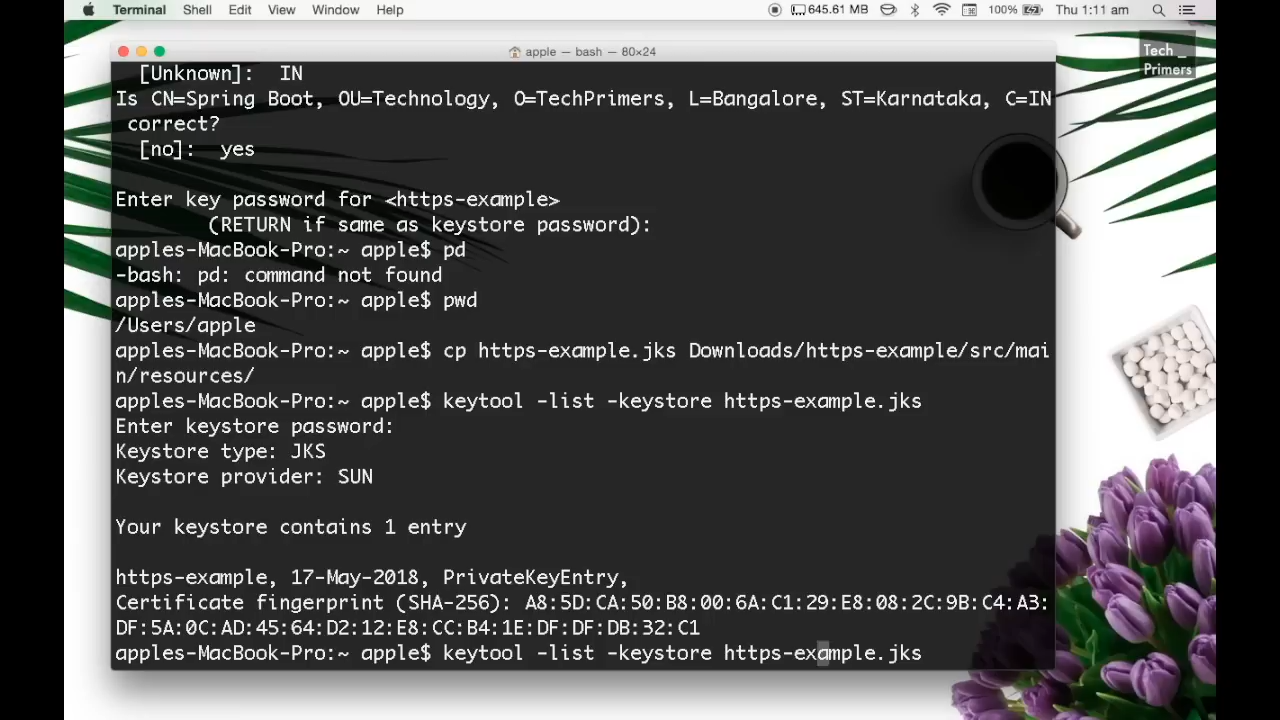 Terminal Shell Edit View Window Help 645.61 MB 100% Thu 1:11 am
apple — bash — 80×24
Tech _
Primers
[Unknown]:  IN
Is CN=Spring Boot, OU=Technology, O=TechPrimers, L=Bangalore, ST=Karnataka, C=IN
correct?
[no]:  yes
Enter key password for <https-example>
(RETURN if same as keystore password):
apples-MacBook-Pro:~ apple$ pd
-bash: pd: command not found
apples-MacBook-Pro:~ apple$ pwd
/Users/apple
apples-MacBook-Pro:~ apple$ cp https-example.jks Downloads/https-example/src/mai
n/resources/
apples-MacBook-Pro:~ apple$ keytool -list -keystore https-example.jks
Enter keystore password:
Keystore type: JKS
Keystore provider: SUN
Your keystore contains 1 entry
https-example, 17-May-2018, PrivateKeyEntry,
Certificate fingerprint (SHA-256): A8:5D:CA:50:B8:00:6A:C1:29:E8:08:2C:9B:C4:A3:
DF:5A:0C:AD:45:64:D2:12:E8:CC:B4:1E:DF:DF:DB:32:C1
apples-MacBook-Pro:~ apple$ keytool -list -keystore https-example.jks